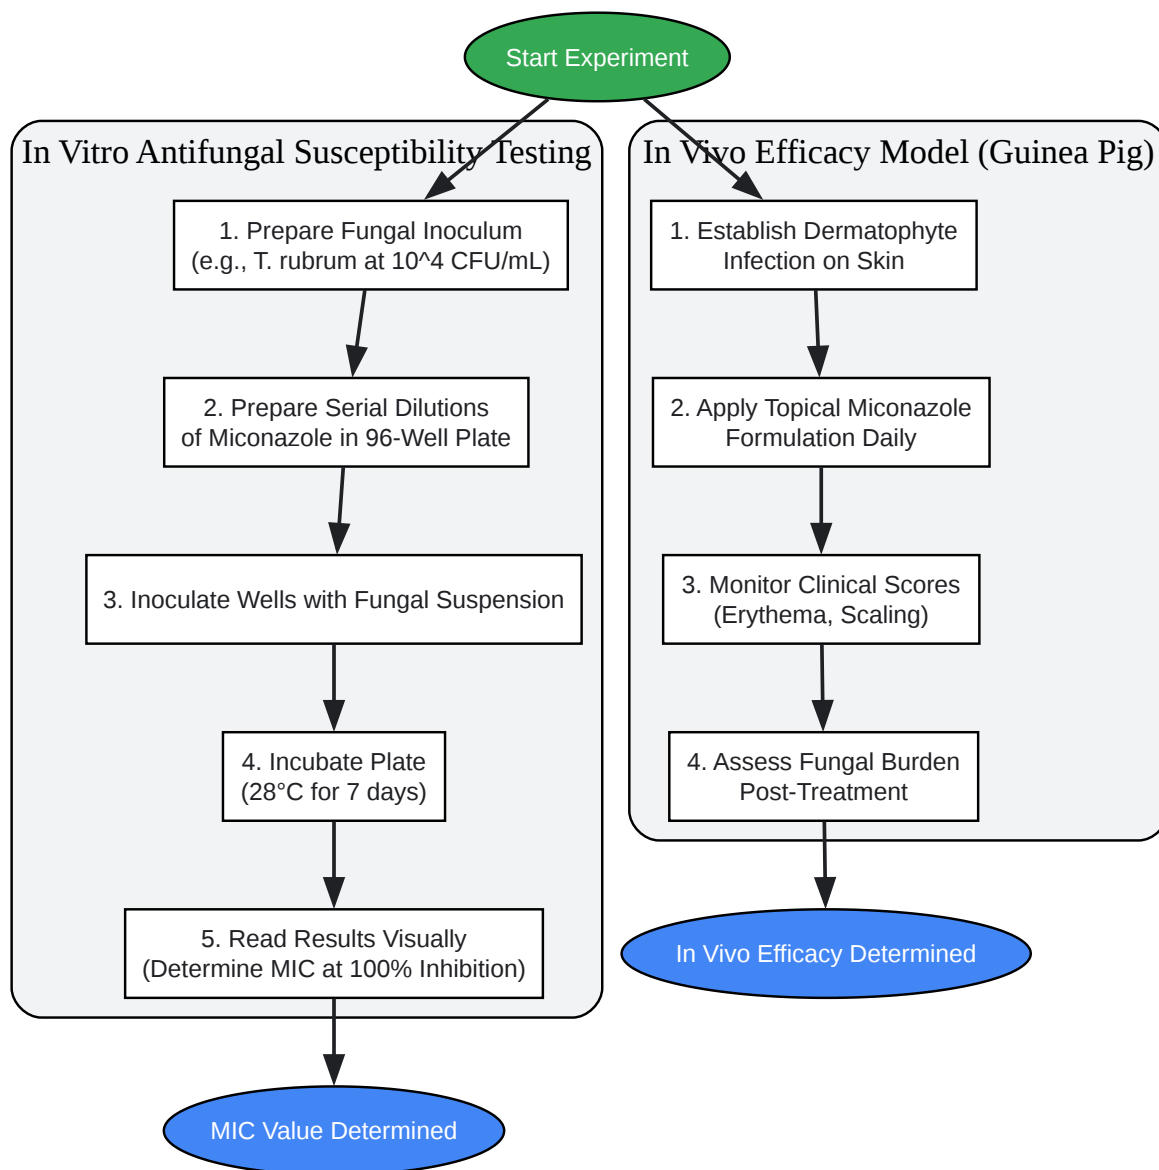 Start Experiment
In Vitro Antifungal Susceptibility Testing
1. Prepare Fungal Inoculum
(e.g., T. rubrum at 10^4 CFU/mL)
2. Prepare Serial Dilutions
of Miconazole in 96-Well Plate
3. Inoculate Wells with Fungal Suspension
4. Incubate Plate
(28°C for 7 days)
5. Read Results Visually
(Determine MIC at 100% Inhibition)
MIC Value Determined
In Vivo Efficacy Model (Guinea Pig)
1. Establish Dermatophyte
Infection on Skin
2. Apply Topical Miconazole
Formulation Daily
3. Monitor Clinical Scores
(Erythema, Scaling)
4. Assess Fungal Burden
Post-Treatment
In Vivo Efficacy Determined